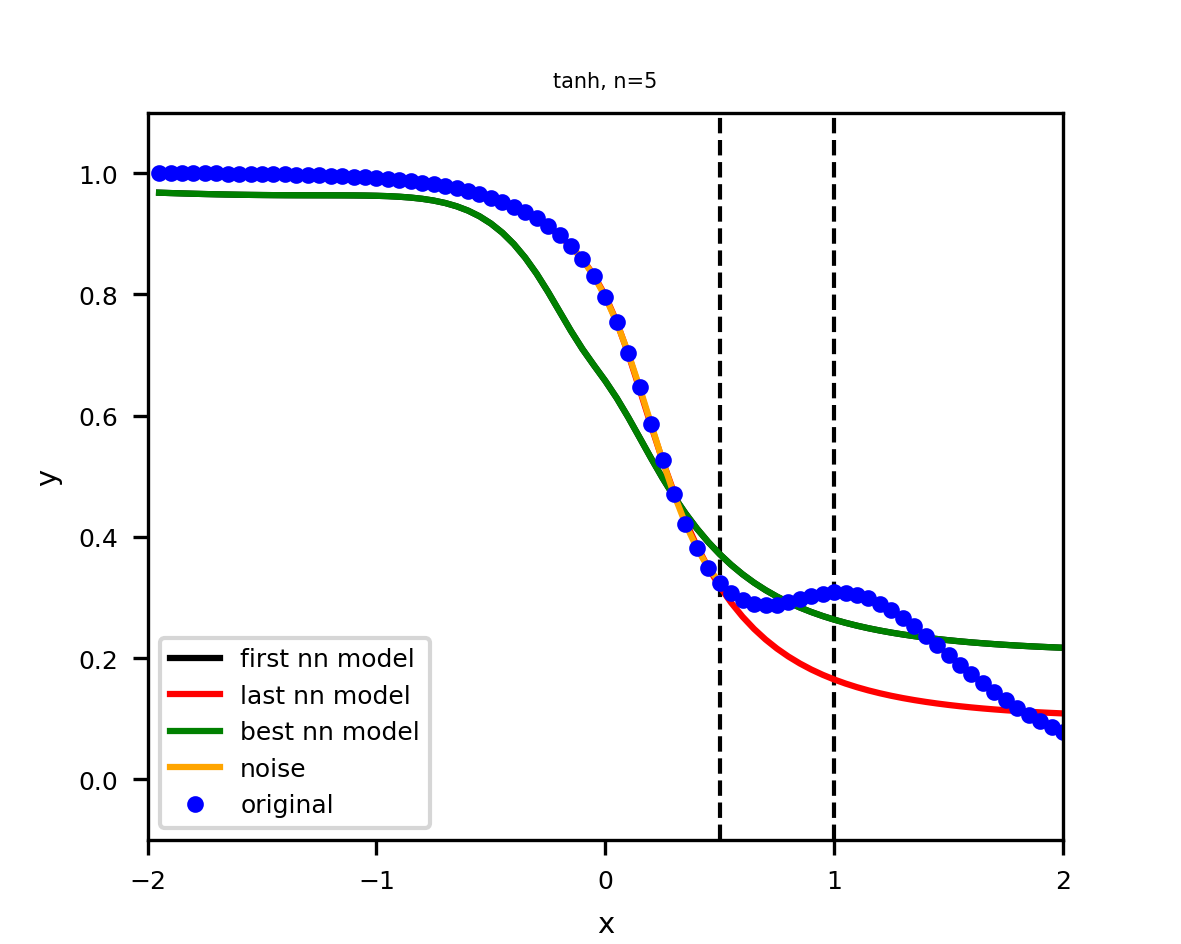 tanh, n=5
1.0
0.8
0.6
0.4
0.2
0.0
y
first nn model
last nn model
best nn model
noise
original
−2
−1
0
1
2
x